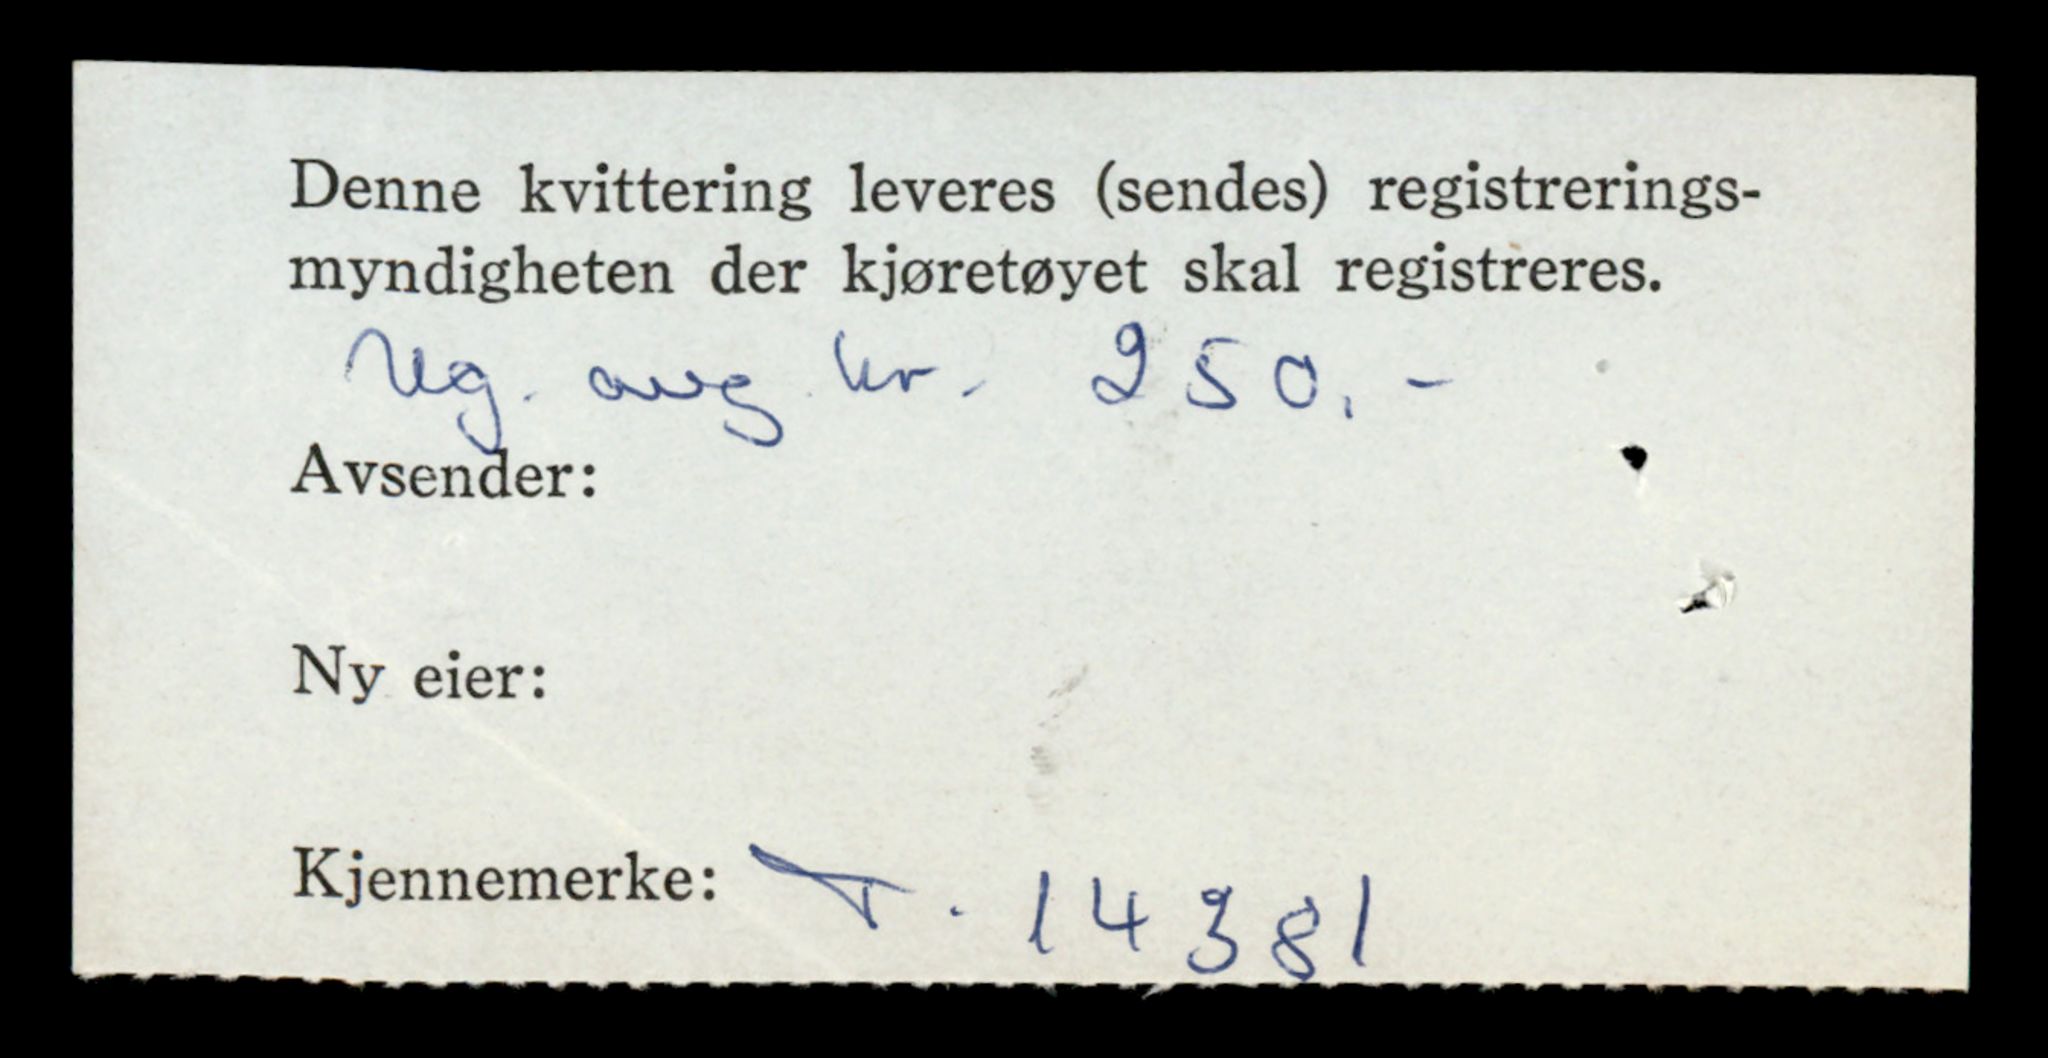 Denne kvittering leveres (sendes) registrerings-
myndigheten der kjøretøyet skal registreres.
Reg. avg kr. 250,-
Avsender:
Ny eier:
Kjennemerke: T. 14381